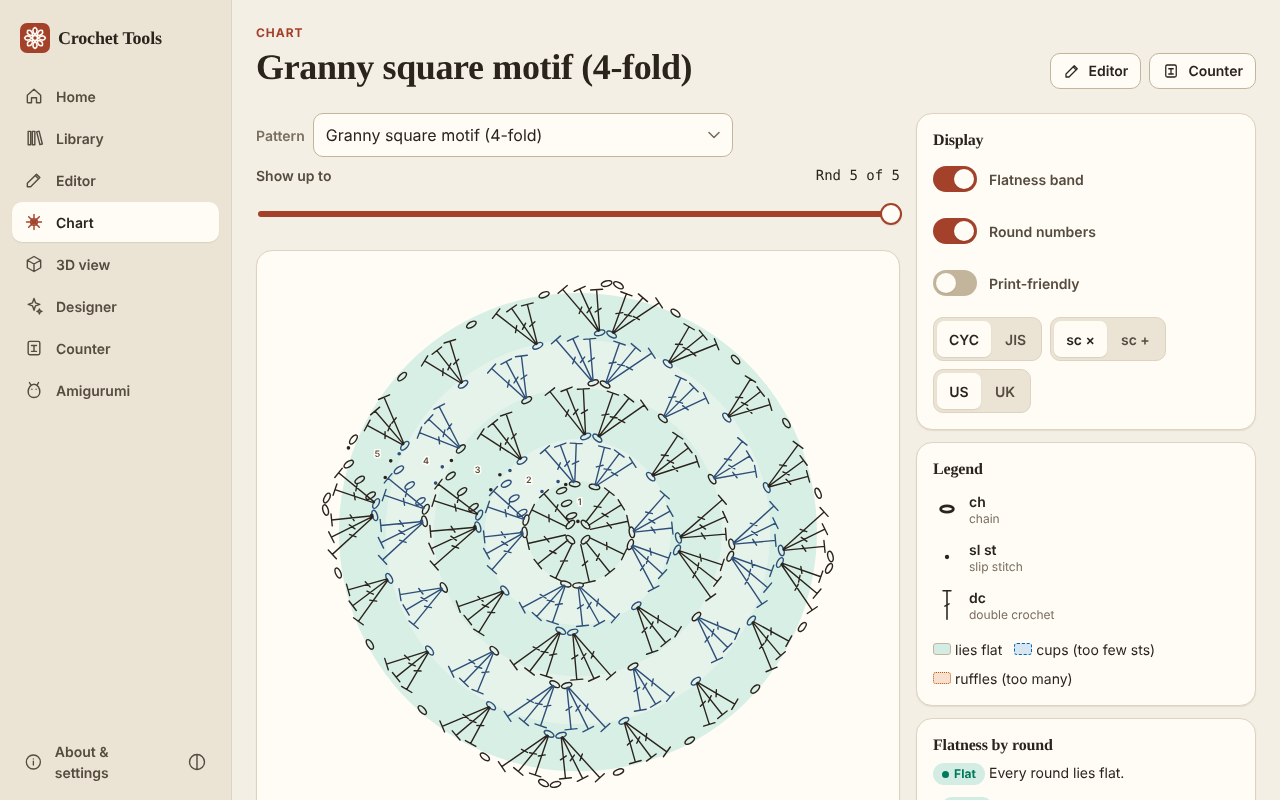 Crochet Tools
Home
Library
Editor
Chart
3D view
Designer
Counter
Amigurumi
About &
settings
CHART
Granny square motif (4-fold)
Editor
Counter
Pattern
Granny square motif (4-fold)
Show up to
Rnd 5 of 5
5
4
3
2
1
Display
Flatness band
Round numbers
Print-friendly
CYC JIS
sc × sc +
US UK
Legend
ch
chain
sl st
slip stitch
dc
double crochet
lies flat cups (too few sts)
ruffles (too many)
Flatness by round
Flat Every round lies flat.